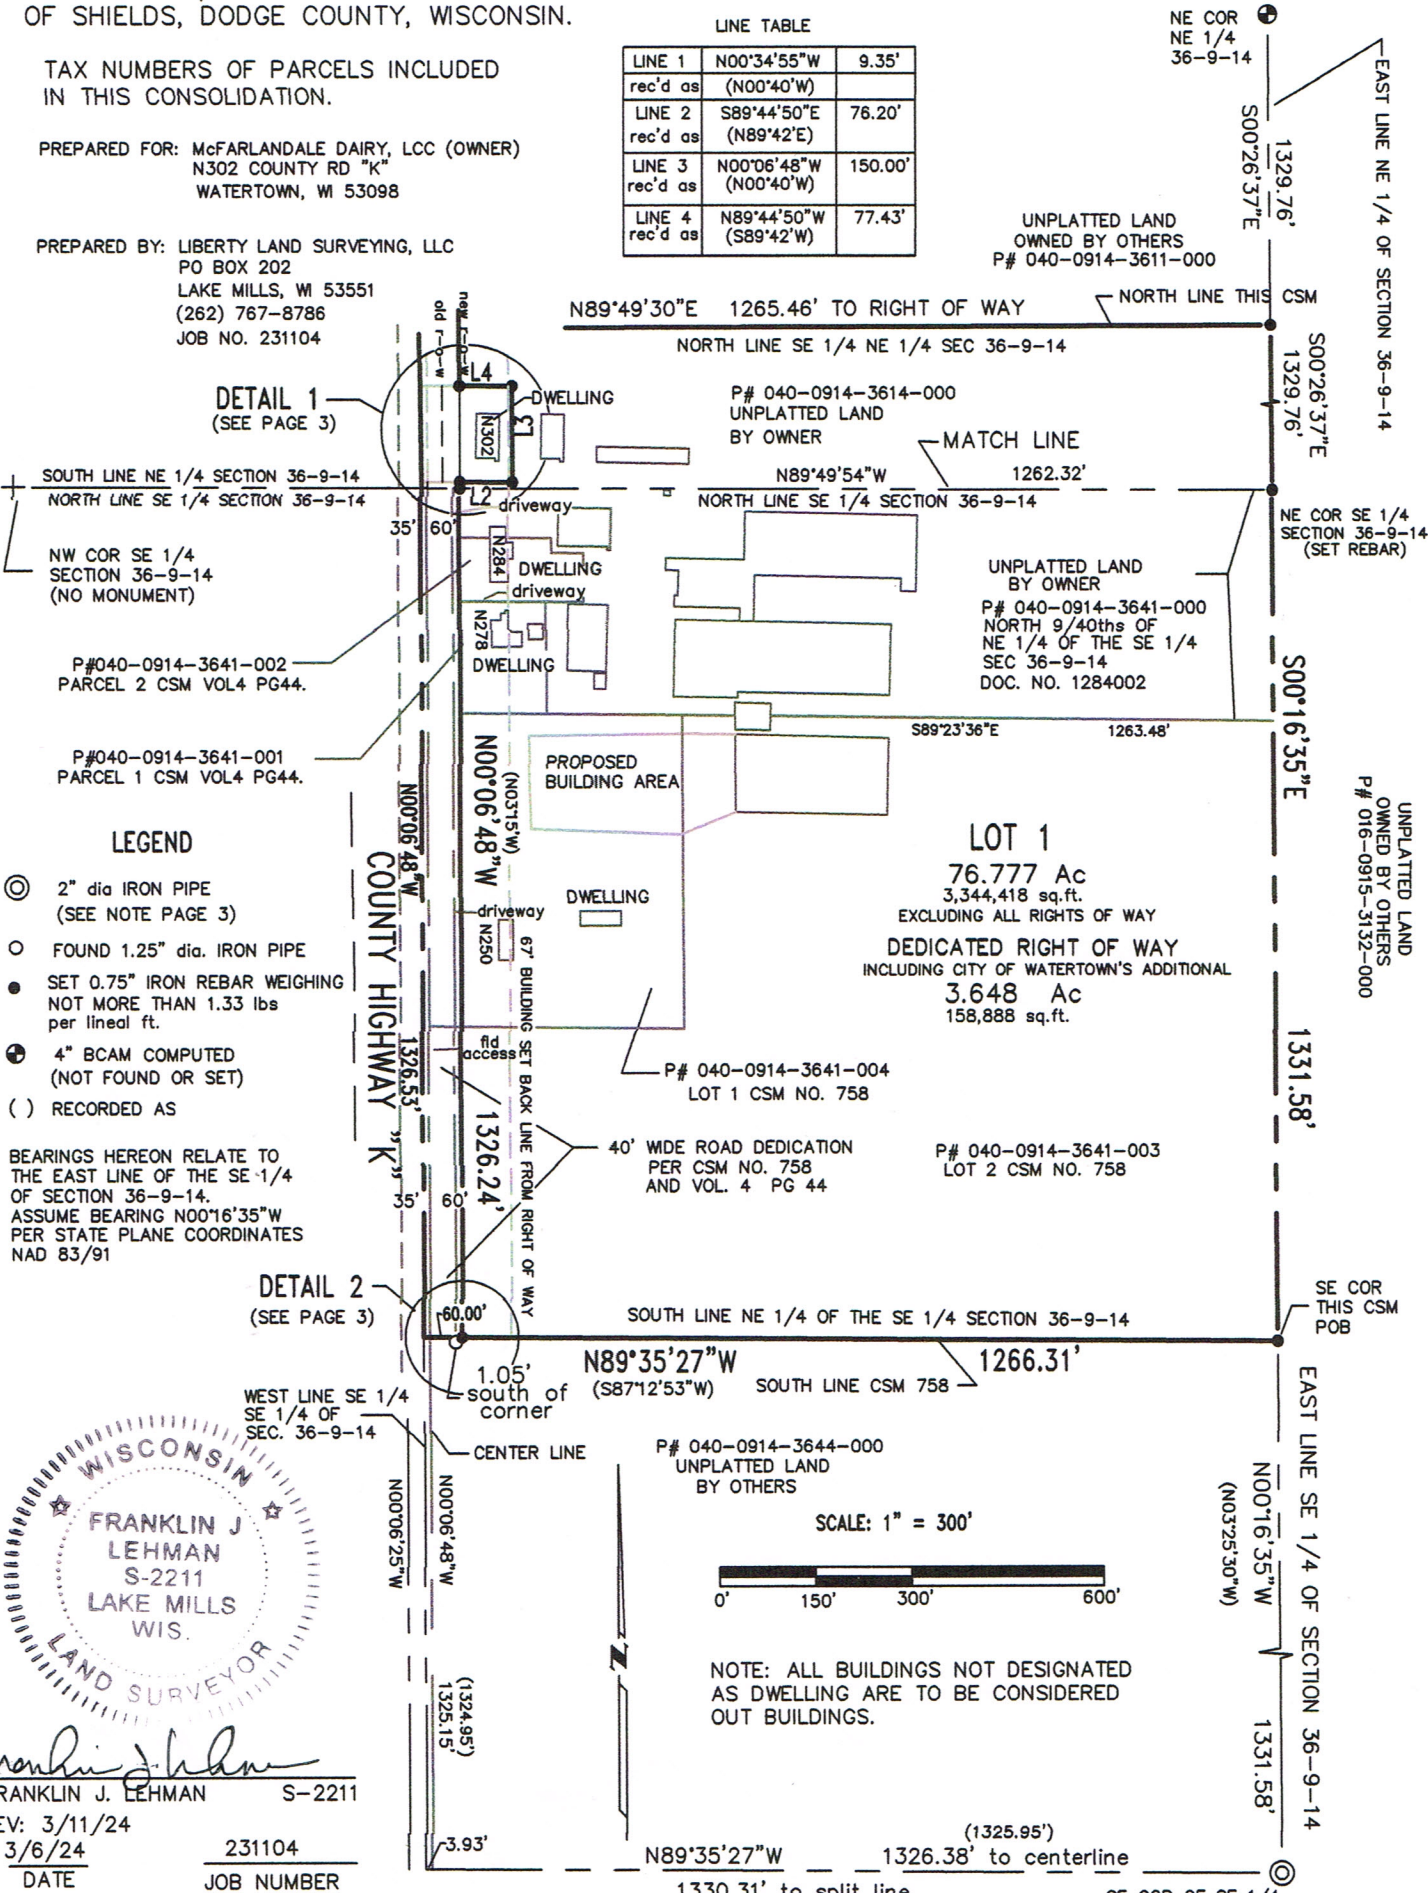 OF SHIELDS, DODGE COUNTY, WISCONSIN.
TAX NUMBERS OF PARCELS INCLUDED
IN THIS CONSOLIDATION.
PREPARED FOR: McFARLANDALE DAIRY, LCC (OWNER)
N302 COUNTY RD "K"
WATERTOWN, WI 53098
PREPARED BY: LIBERTY LAND SURVEYING, LLC
PO BOX 202
LAKE MILLS, WI 53551
(262) 767-8786
JOB NO. 231104
LINE TABLE
LINE 1 N00°34'55"W 9.35'
rec'd as (N00°40'W)
LINE 2 S89°44'50"E 76.20'
rec'd as (N89°42'E)
LINE 3 N00°06'48"W 150.00'
rec'd as (N00°40'W)
LINE 4 N89°44'50"W 77.43'
rec'd as (S89°42'W)
NE COR
NE 1/4
36-9-14
EAST LINE NE 1/4 OF SECTION 36-9-14
1329.76'
S00°26'37"E
UNPLATTED LAND
OWNED BY OTHERS
P# 040-0914-3611-000
N89°49'30"E 1265.46' TO RIGHT OF WAY
NORTH LINE THIS CSM
NORTH LINE SE 1/4 NE 1/4 SEC 36-9-14
S00°26'37"E
1329.76'
old r-o-w
new r-o-w
L4
L3
DETAIL 1
(SEE PAGE 3)
DWELLING
N302
P# 040-0914-3614-000
UNPLATTED LAND
BY OWNER
MATCH LINE
SOUTH LINE NE 1/4 SECTION 36-9-14
N89°49'54"W 1262.32'
NORTH LINE SE 1/4 SECTION 36-9-14
L2
NORTH LINE SE 1/4 SECTION 36-9-14
driveway
35' 60'
NE COR SE 1/4
SECTION 36-9-14
(SET REBAR)
NW COR SE 1/4
SECTION 36-9-14
(NO MONUMENT)
N284
DWELLING
driveway
UNPLATTED LAND
BY OWNER
P# 040-0914-3641-000
NORTH 9/40ths OF
NE 1/4 OF THE SE 1/4
SEC 36-9-14
DOC. NO. 1284002
N278
DWELLING
P#040-0914-3641-002
PARCEL 2 CSM VOL4 PG44.
S00°16'35"E
S89°23'36"E 1263.48'
P#040-0914-3641-001
PARCEL 1 CSM VOL4 PG44.
N00°06'48"W
N00°06'48"W
(N03°15'W)
PROPOSED
BUILDING AREA
UNPLATTED LAND
OWNED BY OTHERS
P# 016-0915-3132-000
LEGEND
2" dia IRON PIPE
(SEE NOTE PAGE 3)
FOUND 1.25" dia. IRON PIPE
SET 0.75" IRON REBAR WEIGHING
NOT MORE THAN 1.33 lbs
per lineal ft.
4" BCAM COMPUTED
(NOT FOUND OR SET)
( ) RECORDED AS
LOT 1
76.777 Ac
3,344,418 sq.ft.
EXCLUDING ALL RIGHTS OF WAY
DEDICATED RIGHT OF WAY
INCLUDING CITY OF WATERTOWN'S ADDITIONAL
3.648 Ac
158,888 sq.ft.
COUNTY HIGHWAY "K"
DWELLING
driveway
N250
67' BUILDING SET BACK LINE FROM RIGHT OF WAY
fld
access
1326.53'
1326.24'
1331.58'
P# 040-0914-3641-004
LOT 1 CSM NO. 758
40' WIDE ROAD DEDICATION
PER CSM NO. 758
AND VOL. 4 PG 44
P# 040-0914-3641-003
LOT 2 CSM NO. 758
BEARINGS HEREON RELATE TO
THE EAST LINE OF THE SE 1/4
OF SECTION 36-9-14.
ASSUME BEARING N00°16'35"W
PER STATE PLANE COORDINATES
NAD 83/91
35' 60'
DETAIL 2
(SEE PAGE 3)
60.00'
SOUTH LINE NE 1/4 OF THE SE 1/4 SECTION 36-9-14
SE COR
THIS CSM
POB
N89°35'27"W 1266.31'
(S87°12'53"W)
SOUTH LINE CSM 758
1.05'
south of
corner
WEST LINE SE 1/4
SE 1/4 OF
SEC. 36-9-14
CENTER LINE
P# 040-0914-3644-000
UNPLATTED LAND
BY OTHERS
N00°06'25"W
N00°06'48"W
SCALE: 1" = 300'
0' 150' 300' 600'
N
N00°16'35"W
(N03°25'30"W)
EAST LINE SE 1/4 OF SECTION 36-9-14
WISCONSIN
FRANKLIN J
LEHMAN
S-2211
LAKE MILLS
WIS.
LAND SURVEYOR
NOTE: ALL BUILDINGS NOT DESIGNATED
AS DWELLING ARE TO BE CONSIDERED
OUT BUILDINGS.
(1324.95')
1325.15'
1331.58'
RANKLIN J. LEHMAN S-2211
EV: 3/11/24
3/6/24 231104
DATE JOB NUMBER
3.93'
(1325.95')
N89°35'27"W 1326.38' to centerline
1330.31' to split line